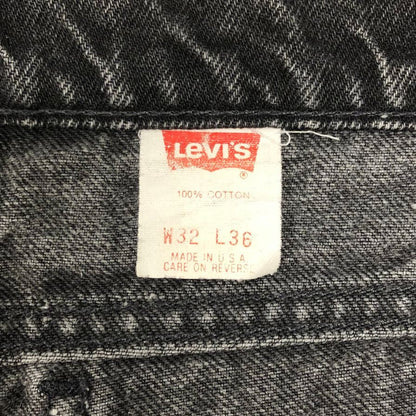 LEVI'S
®
100% COTTON
W32 L36
MADE IN U S A
CARE ON REVERSE